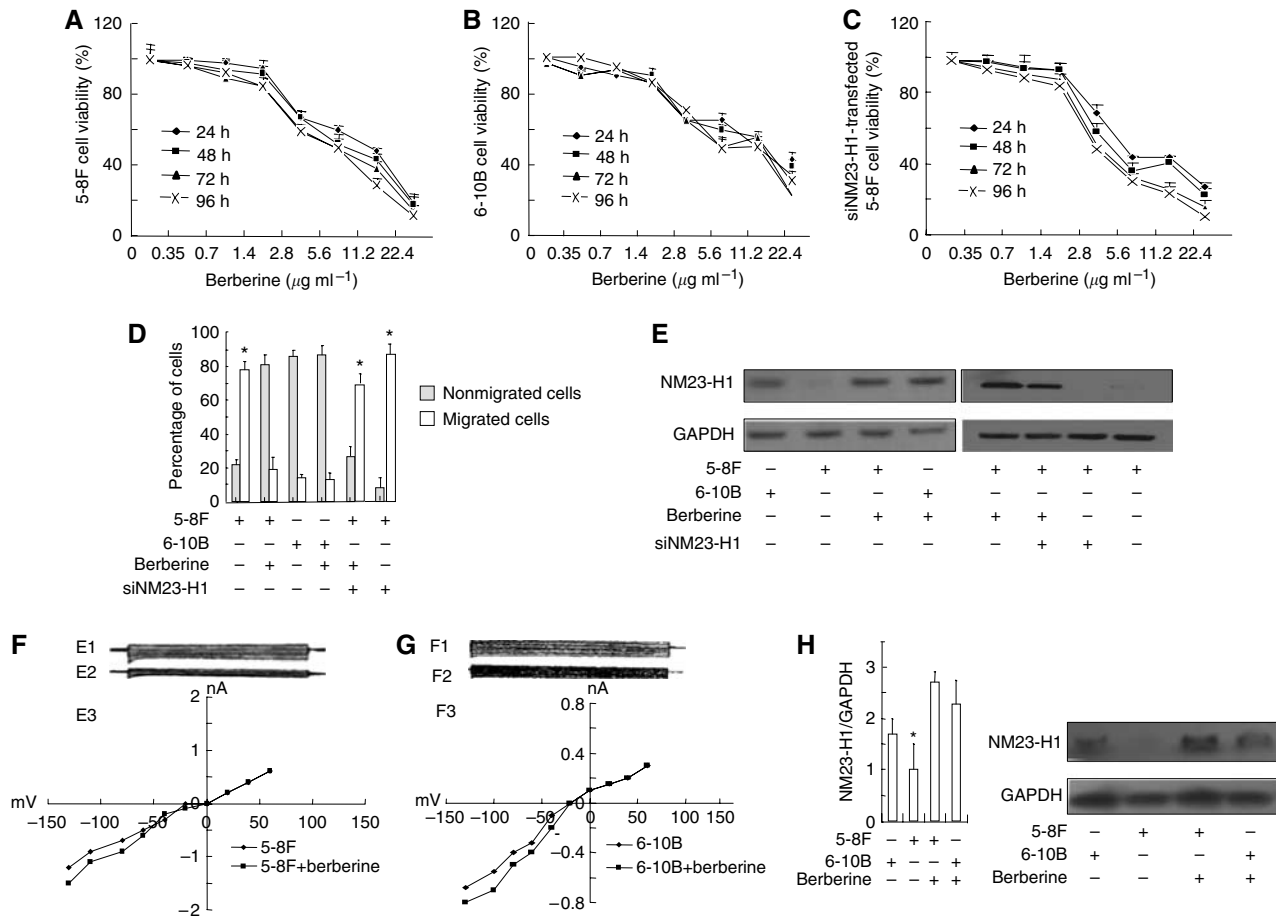 A
5-8F cell viability (%)
120
80
40
0
24 h
48 h
72 h
96 h
0 0.35 0.7 1.4 2.8 5.6 11.2 22.4
Berberine (μg ml−1)
B
6-10B cell viability (%)
120
80
40
0
24 h
48 h
72 h
96 h
0 0.35 0.7 1.4 2.8 5.6 11.2 22.4
Berberine (μg ml−1)
C
siNM23-H1-transfected
5-8F cell viability (%)
120
80
40
0
24 h
48 h
72 h
96 h
0 0.35 0.7 1.4 2.8 5.6 11.2 22.4
Berberine (μg ml−1)
D
Percentage of cells
100
80
60
40
20
0
* * *
Nonmigrated cells
Migrated cells
5-8F + + − − + +
6-10B − − + + − −
Berberine − + − + + −
siNM23-H1 − − − − + +
E
NM23-H1
GAPDH
5-8F − + + − + + + +
6-10B + − − + − − − −
Berberine − − + + + + − −
siNM23-H1 − − − − − + + −
F
E1
E2
E3
nA
2
1
0
−1
−2
mV
−150 −100 −50 0 50 100 150
5-8F
5-8F+berberine
G
F1
F2
F3
nA
0.8
0.4
0
-
−0.4
−0.8
mV
−150 −100 −50 0 50 100 150
6-10B
6-10B+berberine
H
NM23-H1/GAPDH
3
2
1
0
*
5-8F − + + −
6-10B + − − +
Berberine − − + +
NM23-H1
GAPDH
5-8F − + + −
6-10B + − − +
Berberine − − + +